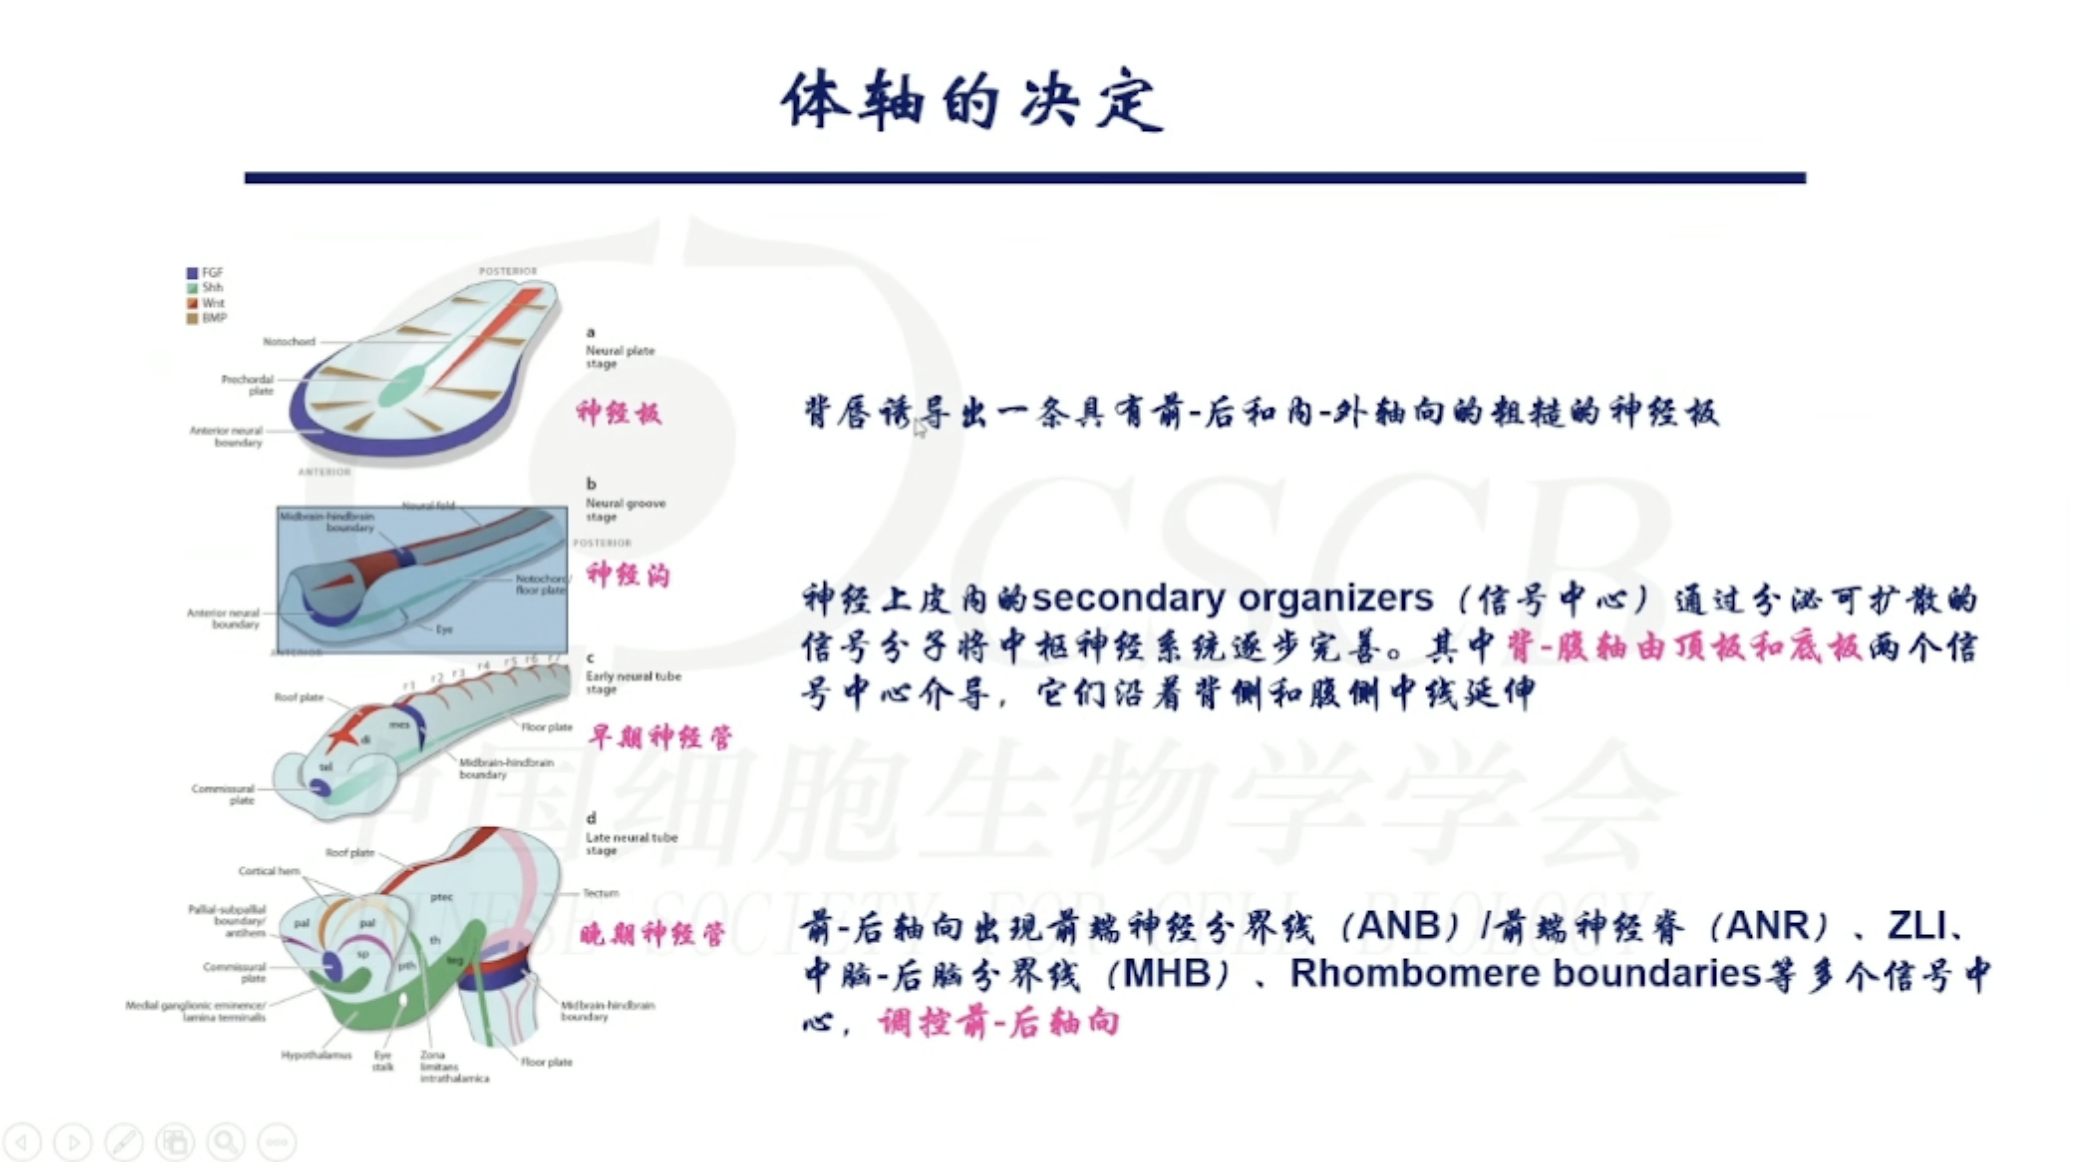 体轴的决定
FGF
Shh
Wnt
BMP
POSTERIOR
Notochord
Prechordal
plate
Anterior neural
boundary
ANTERIOR
a
Neural plate
stage
神经板
背唇诱导出一条具有前-后和内-外轴向的粗糙的神经板
b
Neural groove
stage
Neural fold
Midbrain-hindbrain
boundary
POSTERIOR
神经沟
Notochord/
floor plate
Anterior neural
boundary
Eye
ANTERIOR
神经上皮内的secondary organizers（信号中心）通过分泌可扩散的
信号分子将中枢神经系统逐步完善。其中背-腹轴由顶板和底板两个信
号中心介导，它们沿着背侧和腹侧中线延伸
c
Early neural tube
stage
r1 r2 r3 r4 r5 r6 r7
Roof plate
mes
di
tel
Floor plate
早期神经管
Midbrain-hindbrain
boundary
Commissural
plate
d
Late neural tube
stage
Roof plate
Cortical hem
ptec
Tectum
Pallial-subpallial
boundary/
antihem
pal
pal
th
sp
pth
teg
晚期神经管
Commissural
plate
Medial ganglionic eminence/
lamina terminalis
Midbrain-hindbrain
boundary
Hypothalamus
Eye
stalk
Zona
limitans
intrathalamica
Floor plate
前-后轴向出现前端神经分界线（ANB）/前端神经脊（ANR）、ZLI、
中脑-后脑分界线（MHB）、Rhombomere boundaries等多个信号中
心，调控前-后轴向
CSCB
中国细胞生物学学会
CHINESE SOCIETY FOR CELL BIOLOGY